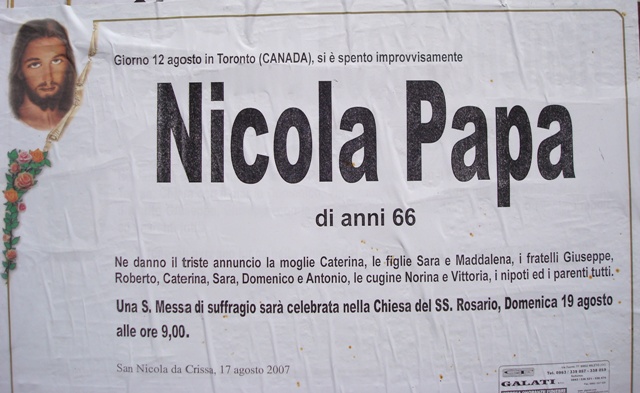 Giorno 12 agosto in Toronto (CANADA), si è spento improvvisamente
Nicola Papa
di anni 66
Ne danno il triste annuncio la moglie Caterina, le figlie Sara e Maddalena, i fratelli Giuseppe,
Roberto, Caterina, Sara, Domenico e Antonio, le cugine Norina e Vittoria, i nipoti ed i parenti tutti.
Una S. Messa di suffragio sarà celebrata nella Chiesa del SS. Rosario, Domenica 19 agosto
alle ore 9,00.
San Nicola da Crissa, 17 agosto 2007
GALATI